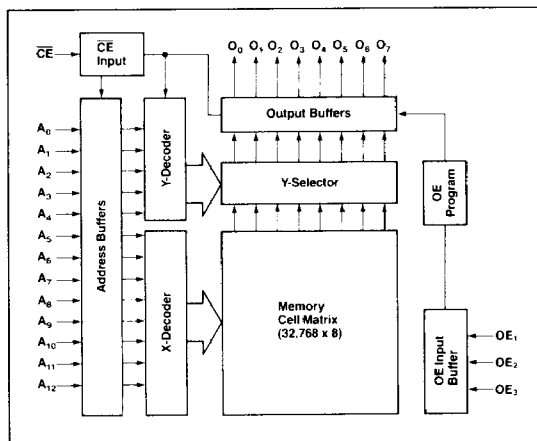 CE
CE Input
O0 O1 O2 O3 O4 O5 O6 O7
Output Buffers
A0
A1
A2
A3
A4
A5
A6
A7
A8
A9
A10
A11
A12
Address Buffers
Y-Decoder
X-Decoder
Y-Selector
Memory
Cell Matrix
(32,768 x 8)
OE
Program
OE Input
Buffer
OE1
OE2
OE3